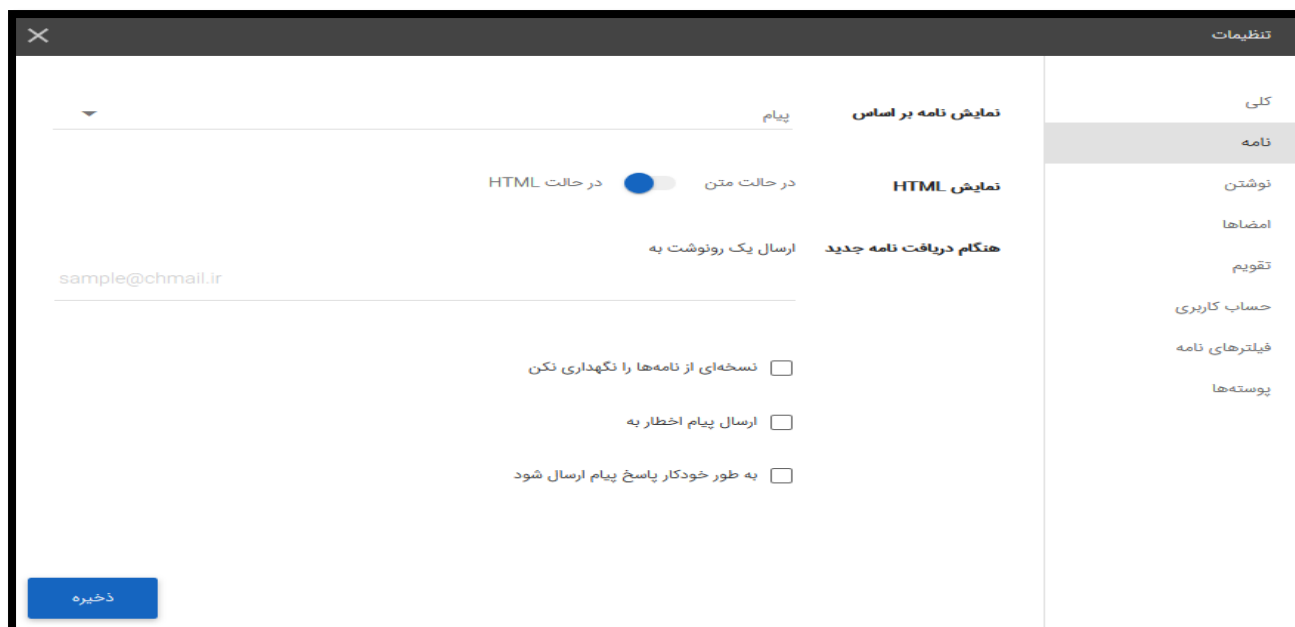 تنظیمات
کلی
نامه
نوشتن
امضاها
تقویم
حساب کاربری
فیلترهای نامه
پوسته‌ها
نمایش نامه بر اساس
پیام
نمایش HTML
در حالت متن
در حالت HTML
هنگام دریافت نامه جدید
ارسال یک رونوشت به
sample@chmail.ir
نسخه‌ای از نامه‌ها را نگهداری نکن
ارسال پیام اخطار به
به طور خودکار پاسخ پیام ارسال شود
ذخیره